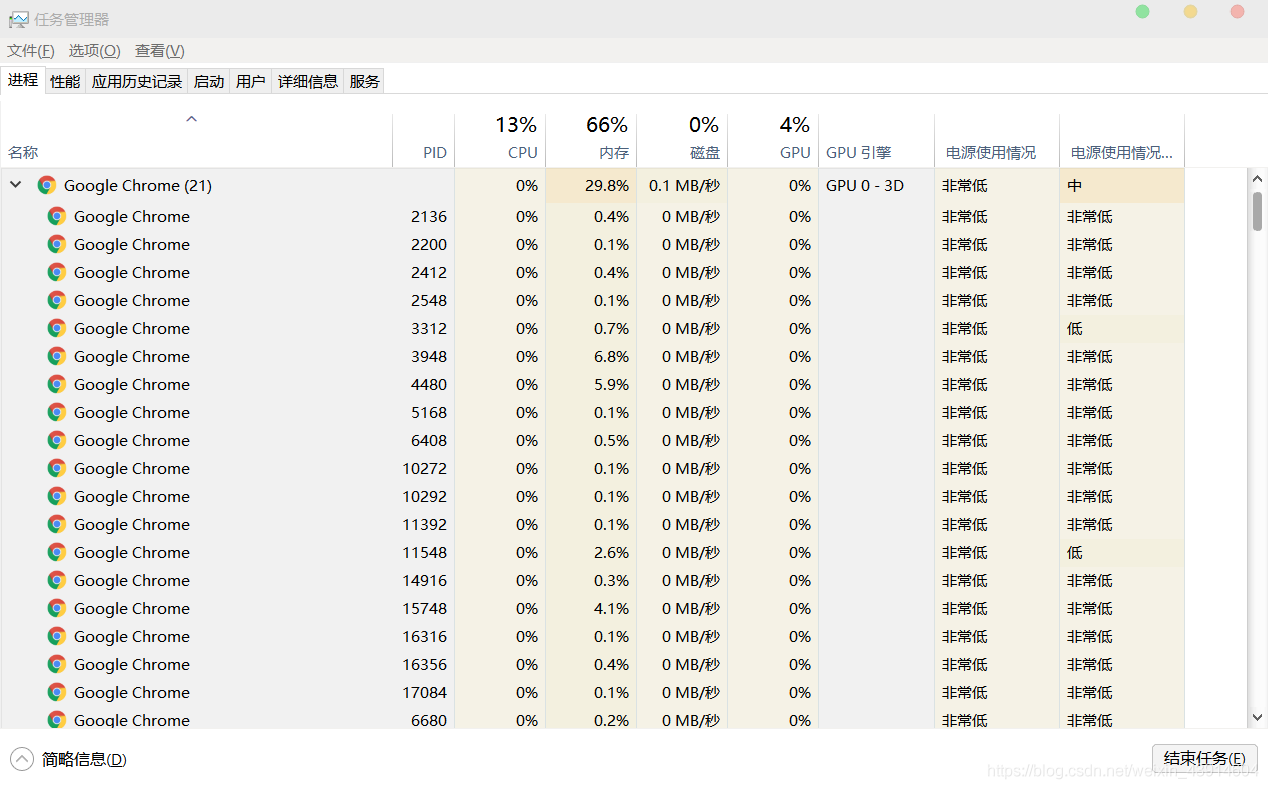 任务管理器
文件(F) 选项(O) 查看(V)
进程 性能 应用历史记录 启动 用户 详细信息 服务
13% 66% 0% 4%
名称 PID CPU 内存 磁盘 GPU GPU 引擎 电源使用情况 电源使用情况...
Google Chrome (21) 0% 29.8% 0.1 MB/秒 0% GPU 0 - 3D 非常低 中
Google Chrome 2136 0% 0.4% 0 MB/秒 0% 非常低 非常低
Google Chrome 2200 0% 0.1% 0 MB/秒 0% 非常低 非常低
Google Chrome 2412 0% 0.4% 0 MB/秒 0% 非常低 非常低
Google Chrome 2548 0% 0.1% 0 MB/秒 0% 非常低 非常低
Google Chrome 3312 0% 0.7% 0 MB/秒 0% 非常低 低
Google Chrome 3948 0% 6.8% 0 MB/秒 0% 非常低 非常低
Google Chrome 4480 0% 5.9% 0 MB/秒 0% 非常低 非常低
Google Chrome 5168 0% 0.1% 0 MB/秒 0% 非常低 非常低
Google Chrome 6408 0% 0.5% 0 MB/秒 0% 非常低 非常低
Google Chrome 10272 0% 0.1% 0 MB/秒 0% 非常低 非常低
Google Chrome 10292 0% 0.1% 0 MB/秒 0% 非常低 非常低
Google Chrome 11392 0% 0.1% 0 MB/秒 0% 非常低 非常低
Google Chrome 11548 0% 2.6% 0 MB/秒 0% 非常低 低
Google Chrome 14916 0% 0.3% 0 MB/秒 0% 非常低 非常低
Google Chrome 15748 0% 4.1% 0 MB/秒 0% 非常低 非常低
Google Chrome 16316 0% 0.1% 0 MB/秒 0% 非常低 非常低
Google Chrome 16356 0% 0.4% 0 MB/秒 0% 非常低 非常低
Google Chrome 17084 0% 0.1% 0 MB/秒 0% 非常低 非常低
Google Chrome 6680 0% 0.2% 0 MB/秒 0% 非常低 非常低
简略信息(D) 结束任务(E)